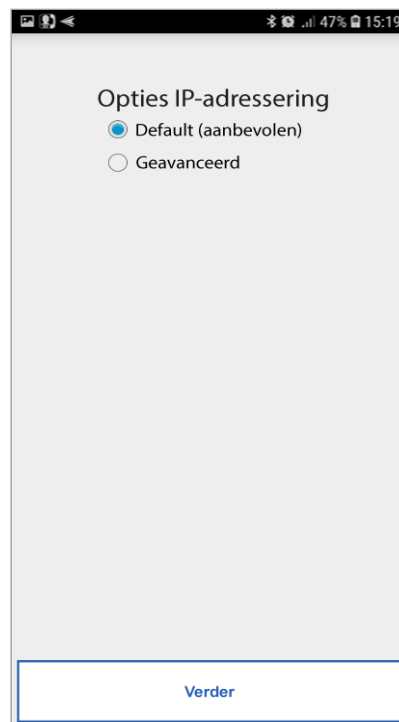 47% 15:19
Opties IP-adressering
Default (aanbevolen)
Geavanceerd
Verder